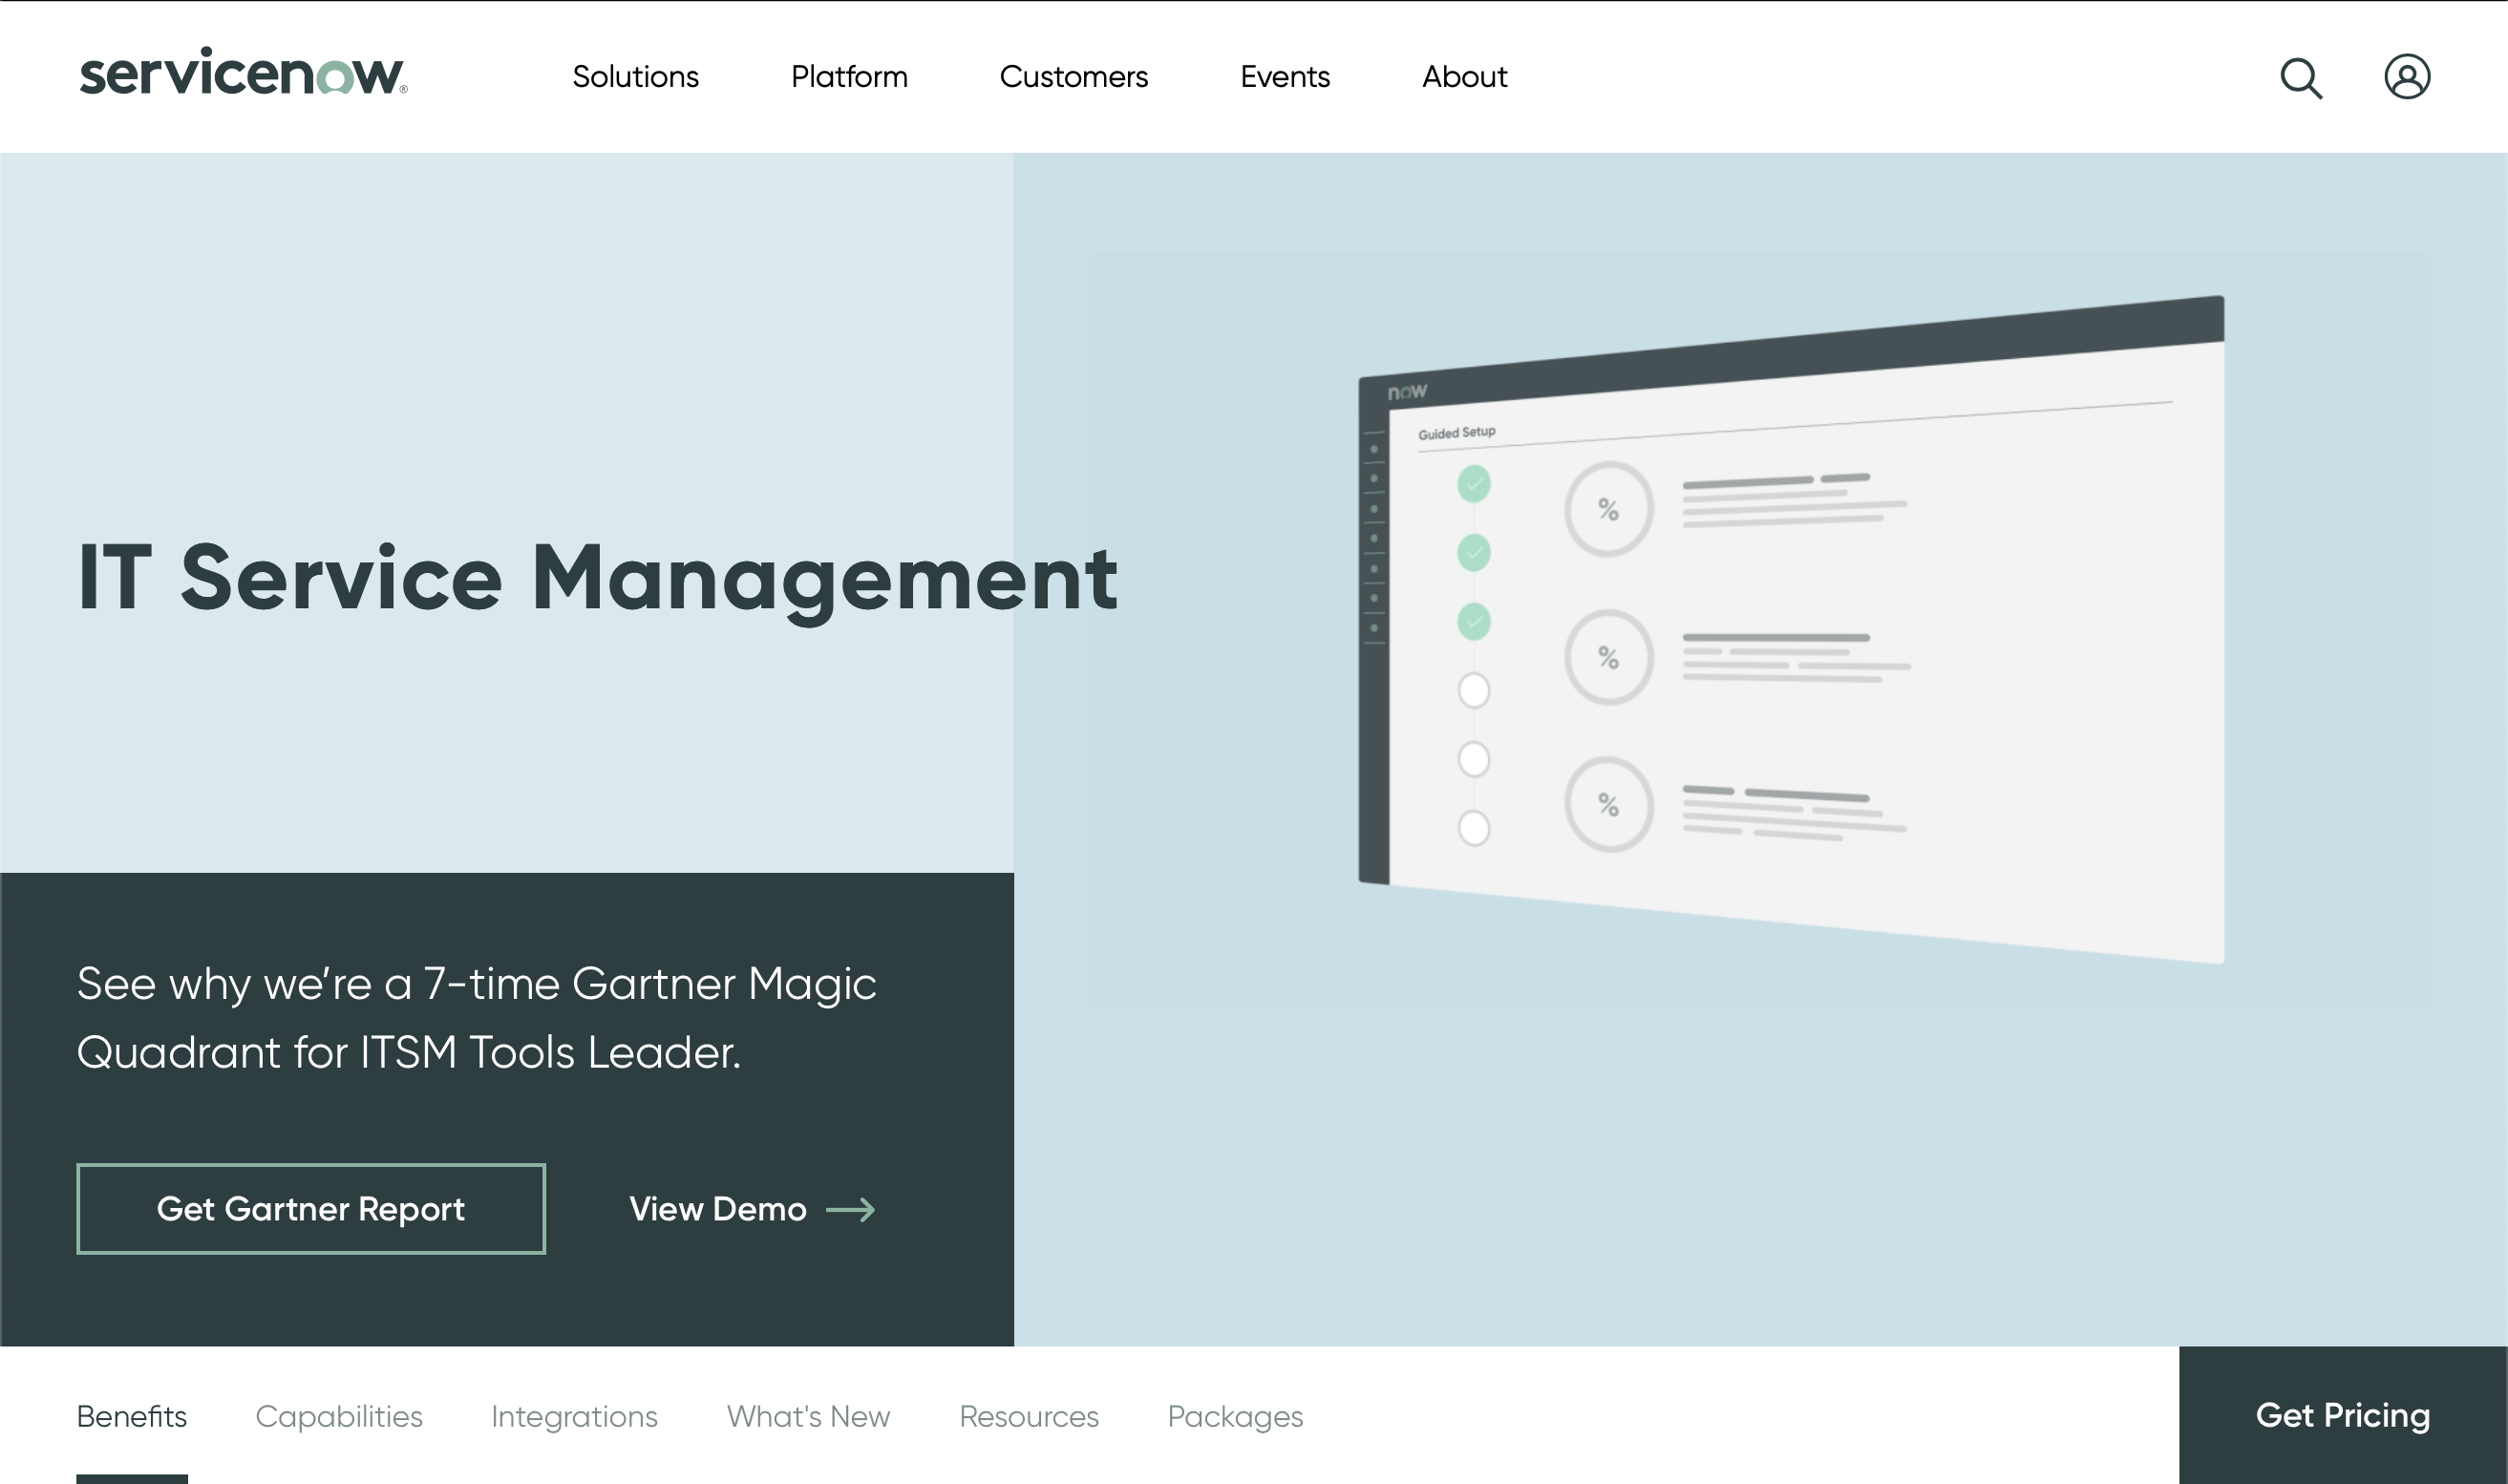 servicenow®
Solutions Platform Customers Events About
now
Guided Setup
%
%
%
IT Service Management
See why we’re a 7-time Gartner Magic
Quadrant for ITSM Tools Leader.
Get Gartner Report View Demo
Benefits Capabilities Integrations What's New Resources Packages Get Pricing